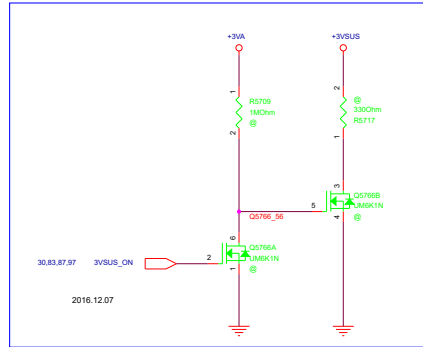 +3VA
+3VSUS
1
R5709
1MOhm
@
2
2
@
330Ohm
R5717
1
3
Q5766B
UM6K1N
@
5
4
Q5766_56
6
Q5766A
UM6K1N
@
2
1
30,83,87,97 3VSUS_ON
2016.12.07